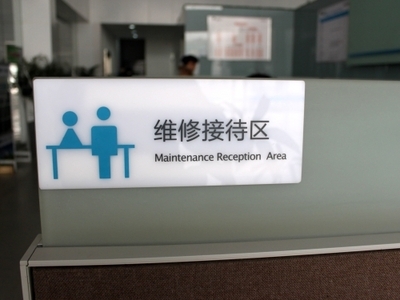 维修接待区
Maintenance Reception Area